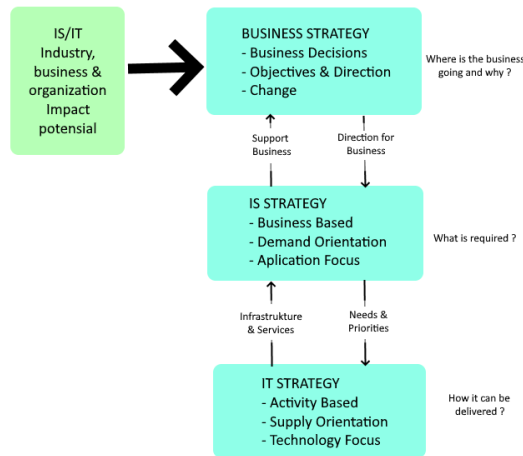 IS/IT
Industry,
business &
organization
Impact
potensial
BUSINESS STRATEGY
- Business Decisions
- Objectives & Direction
- Change
Where is the business
going and why ?
Support
Business
Direction for
Business
IS STRATEGY
- Business Based
- Demand Orientation
- Aplication Focus
What is required ?
Infrastrukture
& Services
Needs &
Priorities
IT STRATEGY
- Activity Based
- Supply Orientation
- Technology Focus
How it can be
delivered ?